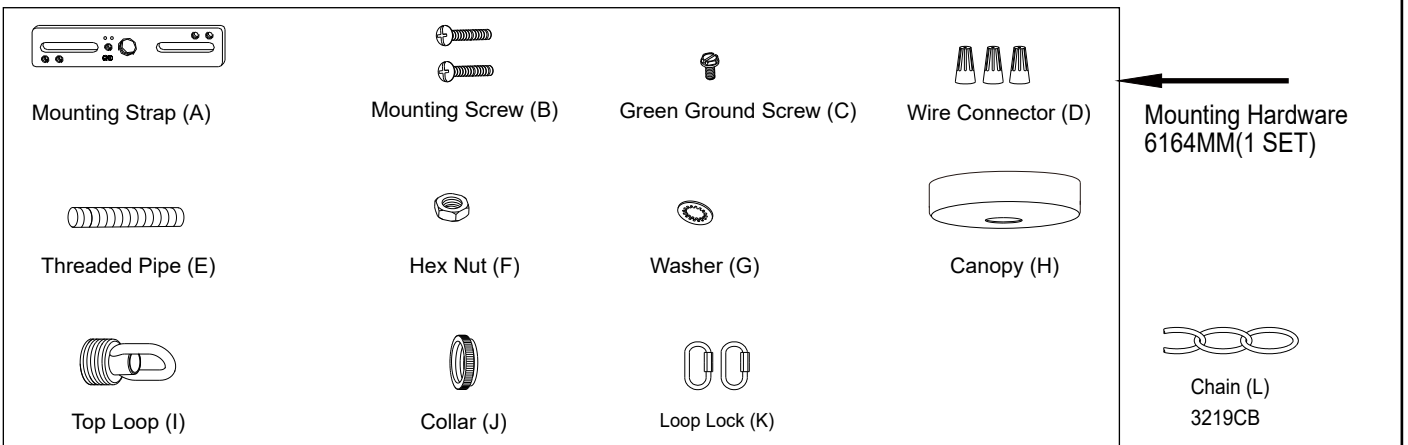 GND
Mounting Strap (A)
Mounting Screw (B)
Green Ground Screw (C)
Wire Connector (D)
Mounting Hardware
6164MM(1 SET)
Threaded Pipe (E)
Hex Nut (F)
Washer (G)
Canopy (H)
Top Loop (I)
Collar (J)
Loop Lock (K)
Chain (L)
3219CB